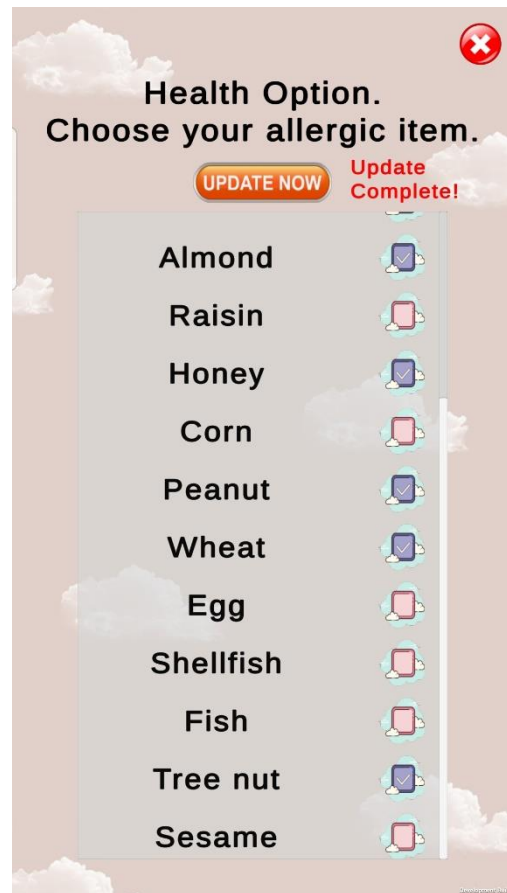 Health Option.
Choose your allergic item.
UPDATE NOW
Update
Complete!
Almond
Raisin
Honey
Corn
Peanut
Wheat
Egg
Shellfish
Fish
Tree nut
Sesame